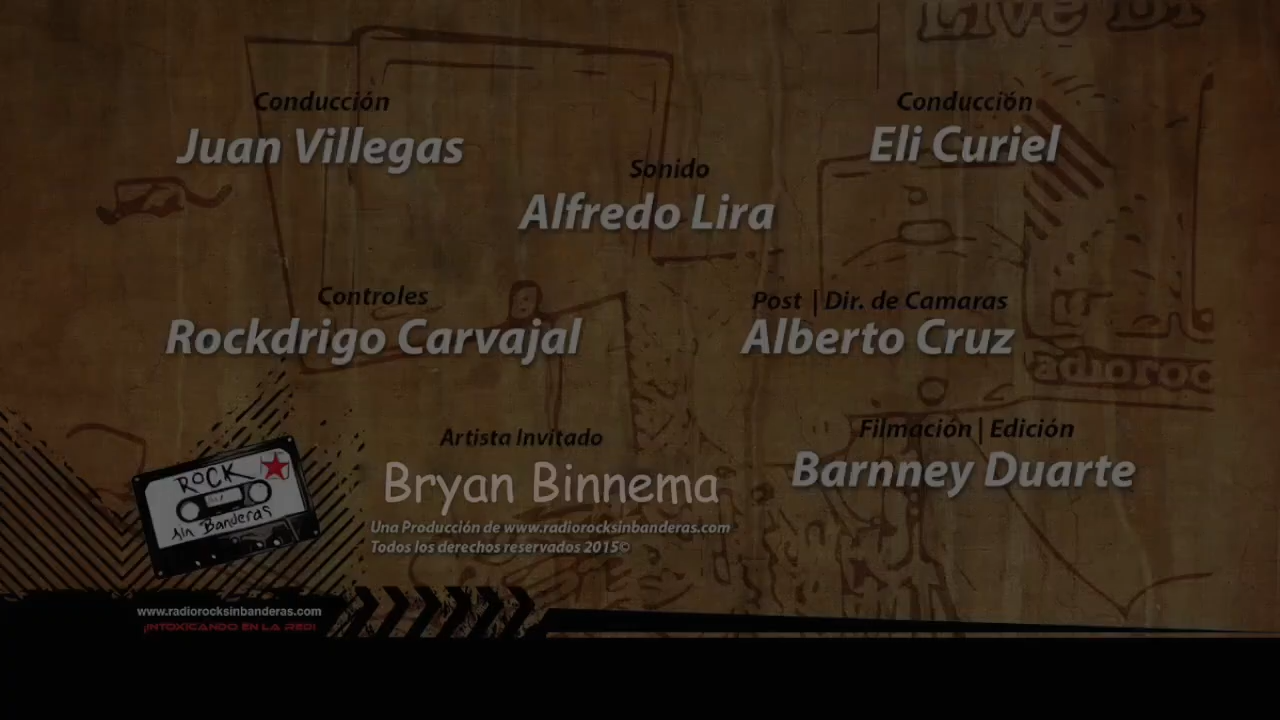 Live
Conducción
Juan Villegas
Conducción
Eli Curiel
Sonido
Alfredo Lira
Controles
Rockdrigo Carvajal
Post | Dir. de Camaras
Alberto Cruz
adioroc
Artista Invitado
Bryan Binnema
Filmación | Edición
Barnney Duarte
Una Producción de www.radiorocksinbanderas.com
Todos los derechos reservados 2015©
ROCK
Sin Banderas
www.radiorocksinbanderas.com
¡INTOXICANDO EN LA RED!